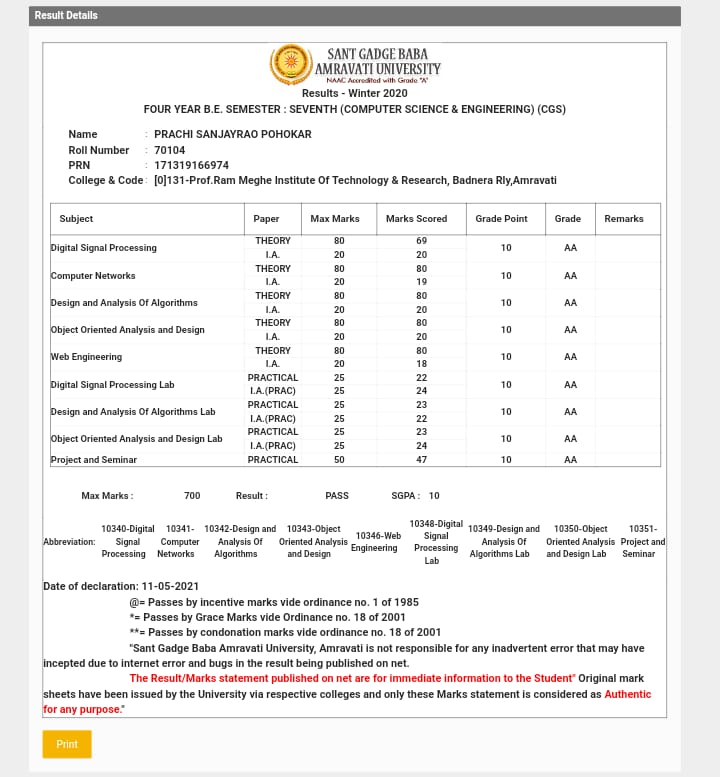 Result Details
SANT GADGE BABA
AMRAVATI UNIVERSITY
NAAC Accredited with Grade "A"
Results - Winter 2020
FOUR YEAR B.E. SEMESTER : SEVENTH (COMPUTER SCIENCE & ENGINEERING) (CGS)
Name : PRACHI SANJAYRAO POHOKAR
Roll Number : 70104
PRN : 171319166974
College & Code : [0]131-Prof.Ram Meghe Institute Of Technology & Research, Badnera Rly,Amravati
Subject Paper Max Marks Marks Scored Grade Point Grade Remarks
Digital Signal Processing THEORY 80 69 10 AA
I.A. 20 20
Computer Networks THEORY 80 80 10 AA
I.A. 20 19
Design and Analysis Of Algorithms THEORY 80 80 10 AA
I.A. 20 20
Object Oriented Analysis and Design THEORY 80 80 10 AA
I.A. 20 20
Web Engineering THEORY 80 80 10 AA
I.A. 20 18
Digital Signal Processing Lab PRACTICAL 25 22 10 AA
I.A.(PRAC) 25 24
Design and Analysis Of Algorithms Lab PRACTICAL 25 23 10 AA
I.A.(PRAC) 25 22
Object Oriented Analysis and Design Lab PRACTICAL 25 23 10 AA
I.A.(PRAC) 25 24
Project and Seminar PRACTICAL 50 47 10 AA
Max Marks : 700 Result : PASS SGPA : 10
Abbreviation: 10340-Digital Signal Processing 10341-Computer Networks 10342-Design and Analysis Of Algorithms 10343-Object Oriented Analysis and Design 10346-Web Engineering 10348-Digital Signal Processing Lab 10349-Design and Analysis Of Algorithms Lab 10350-Object Oriented Analysis and Design Lab 10351-Project and Seminar
Date of declaration: 11-05-2021
@= Passes by incentive marks vide ordinance no. 1 of 1985
*= Passes by Grace Marks vide Ordinance no. 18 of 2001
**= Passes by condonation marks vide ordinance no. 18 of 2001
"Sant Gadge Baba Amravati University, Amravati is not responsible for any inadvertent error that may have
incepted due to internet error and bugs in the result being published on net.
The Result/Marks statement published on net are for immediate information to the Student" Original mark
sheets have been issued by the University via respective colleges and only these Marks statement is considered as Authentic
for any purpose."
Print